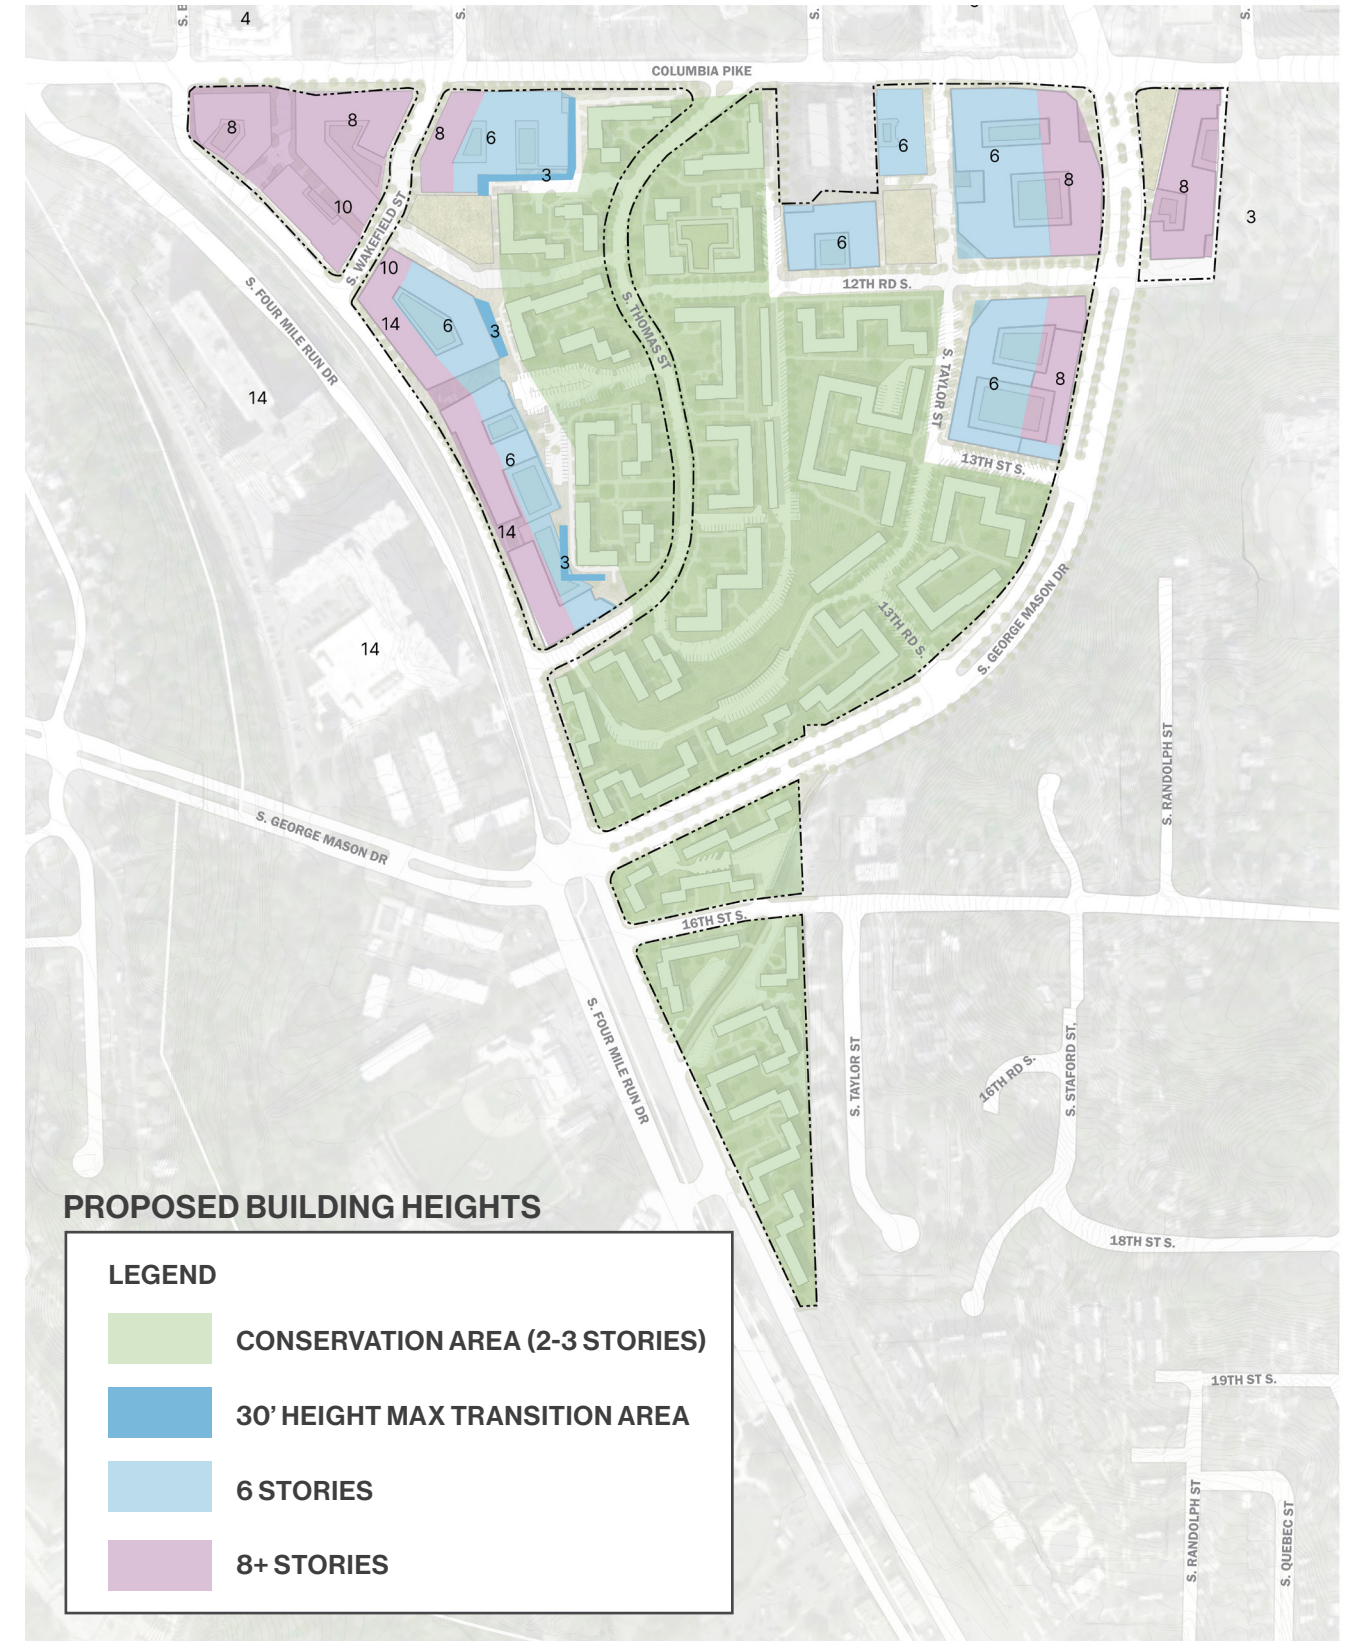 4
S.
S.
S.
COLUMBIA PIKE
8
8
10
8
6
3
6
6
8
8
3
6
S. WAKEFIELD ST
10
14
6
3
S. FOUR MILE RUN DR
S. THOMAS ST
12TH RD S.
S. TAYLOR ST
6
8
14
6
14
3
13TH ST S.
13TH RD S.
S. GEORGE MASON DR
14
S. RANDOLPH ST
S. GEORGE MASON DR
16TH ST S.
S. FOUR MILE RUN DR
S. TAYLOR ST
16TH RD S.
S. STAFORD ST.
18TH ST S.
19TH ST S.
S. RANDOLPH ST
S. QUEBEC ST
PROPOSED BUILDING HEIGHTS
LEGEND
CONSERVATION AREA (2-3 STORIES)
30’ HEIGHT MAX TRANSITION AREA
6 STORIES
8+ STORIES